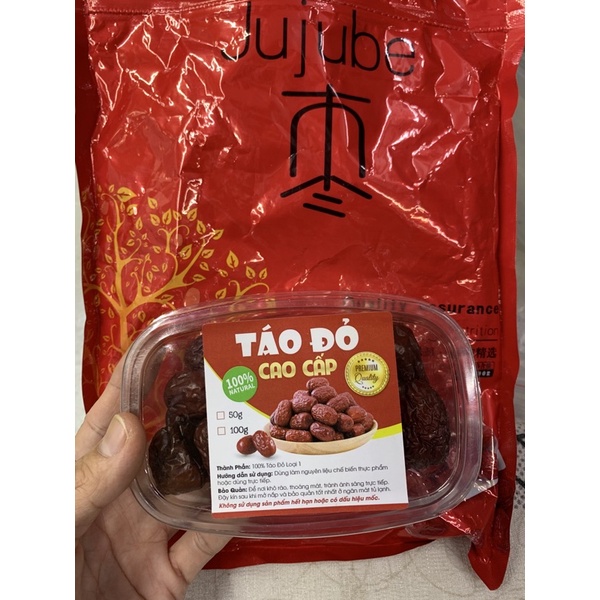 Jujube
枣
Quality Assurance
TÁO ĐỎ
CAO CẤP
100%
NATURAL
PREMIUM
Quality
50g
100g
Thành Phần: 100% Táo Đỏ Loại 1
Hướng dẫn sử dụng: Dùng làm nguyên liệu chế biến thực phẩm
hoặc dùng trực tiếp.
Bảo Quản: Để nơi khô ráo, thoáng mát, tránh ánh sáng trực tiếp.
Đậy kín sau khi mở nắp và bảo quản tốt nhất ở ngăn mát tủ lạnh.
Không sử dụng sản phẩm hết hạn hoặc có dấu hiệu mốc.